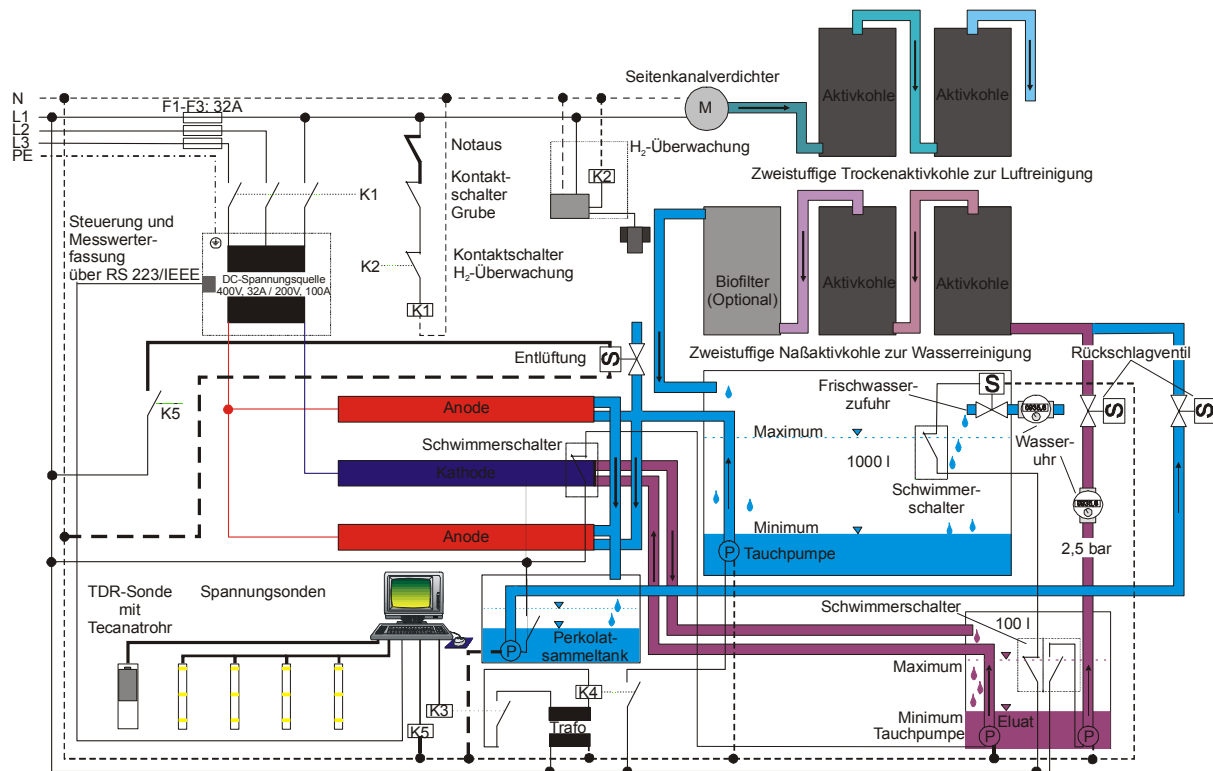 N
L1
L2
L3
PE
F1-F3: 32A
Seitenkanalverdichter
M
Aktivkohle
Aktivkohle
Zweistuffige Trockenaktivkohle zur Luftreinigung
Notaus
Kontakt-
schalter
Grube
K2
H₂-Überwachung
K1
Steuerung und
Messwerter-
fassung
über RS 223/IEEE
DC-Spannungsquelle
400V, 32A / 200V, 100A
K2
Kontaktschalter
H₂-Überwachung
K1
Biofilter
(Optional)
Aktivkohle
Aktivkohle
Zweistuffige Naßaktivkohle zur Wasserreinigung
Rückschlagventil
Entlüftung
S
K5
Anode
Schwimmerschalter
Kathode
Anode
Frischwasser-
zufuhr
S
S
S
Maximum
1000 l
Wasser-
uhr
Schwimmer-
schalter
Minimum
P
Tauchpumpe
2,5 bar
TDR-Sonde
mit
Tecanatrohr
Spannungsonden
P
Perkolat-
sammeltank
K3
K5
K4
Trafo
Schwimmerschalter
100 l
Maximum
Minimum
Tauchpumpe
Eluat
P
P